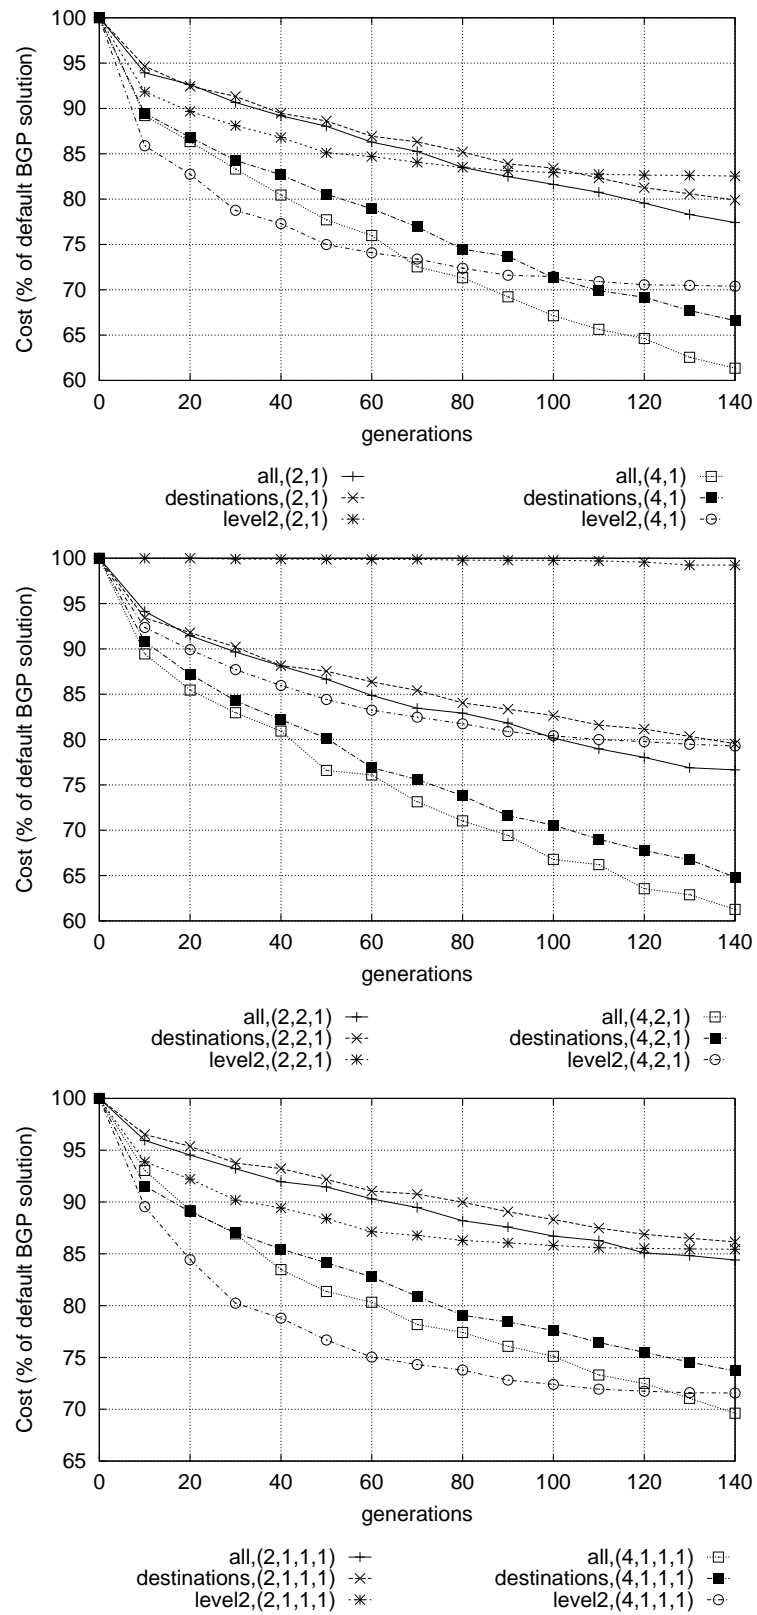 100
95
90
85
80
75
70
65
60
Cost (% of default BGP solution)
0 20 40 60 80 100 120 140
generations
all,(2,1) all,(4,1)
destinations,(2,1) destinations,(4,1)
level2,(2,1) level2,(4,1)
100
95
90
85
80
75
70
65
60
Cost (% of default BGP solution)
0 20 40 60 80 100 120 140
generations
all,(2,2,1) all,(4,2,1)
destinations,(2,2,1) destinations,(4,2,1)
level2,(2,2,1) level2,(4,2,1)
100
95
90
85
80
75
70
65
Cost (% of default BGP solution)
0 20 40 60 80 100 120 140
generations
all,(2,1,1,1) all,(4,1,1,1)
destinations,(2,1,1,1) destinations,(4,1,1,1)
level2,(2,1,1,1) level2,(4,1,1,1)